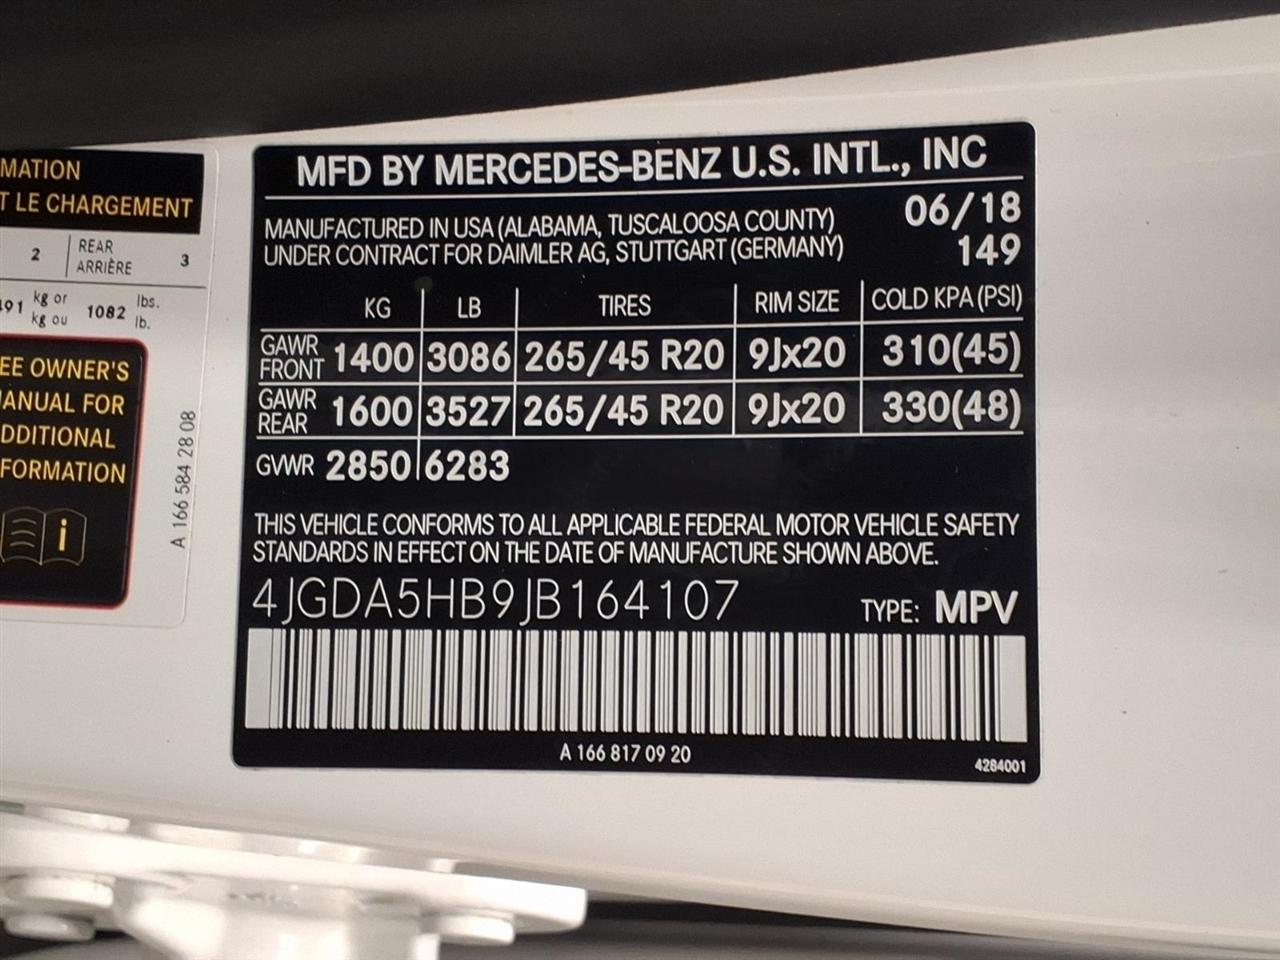 MATION
T LE CHARGEMENT
2 REAR ARRIÈRE 3
kg or kg ou 1082 lbs. lb.
EE OWNER'S
ANUAL FOR
DDITIONAL
FORMATION
i
A 166 584 28 08
MFD BY MERCEDES-BENZ U.S. INTL., INC
MANUFACTURED IN USA (ALABAMA, TUSCALOOSA COUNTY) 06/18
UNDER CONTRACT FOR DAIMLER AG, STUTTGART (GERMANY) 149
KG LB TIRES RIM SIZE COLD KPA (PSI)
GAWR FRONT 1400 3086 265/45 R20 9Jx20 310(45)
GAWR REAR 1600 3527 265/45 R20 9Jx20 330(48)
GVWR 2850 6283
THIS VEHICLE CONFORMS TO ALL APPLICABLE FEDERAL MOTOR VEHICLE SAFETY
STANDARDS IN EFFECT ON THE DATE OF MANUFACTURE SHOWN ABOVE.
4JGDA5HB9JB164107 TYPE: MPV
A 166 817 09 20
4284001